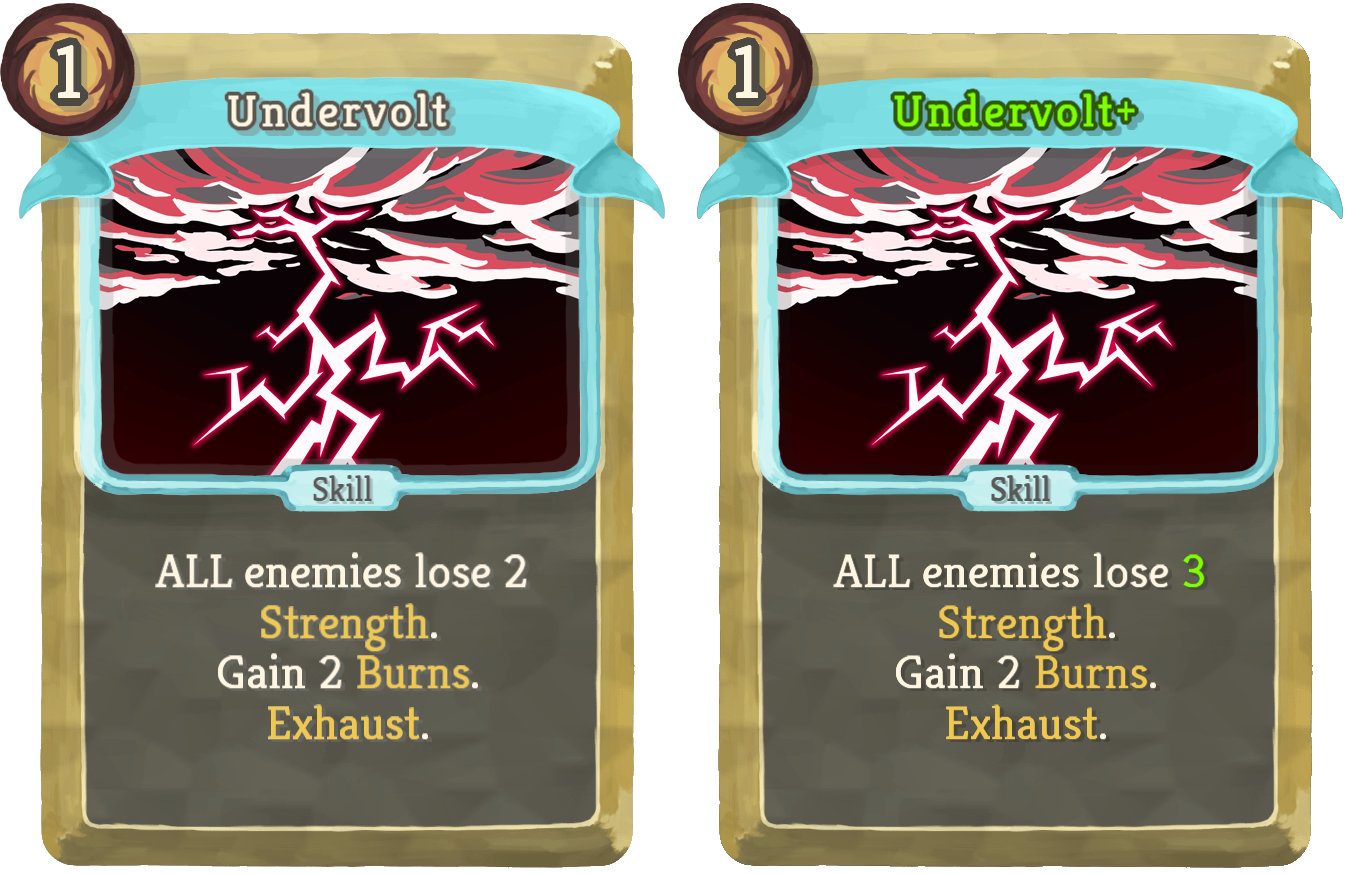 1
Undervolt
Skill
ALL enemies lose 2
Strength.
Gain 2 Burns.
Exhaust.
1
Undervolt+
Skill
ALL enemies lose 3
Strength.
Gain 2 Burns.
Exhaust.